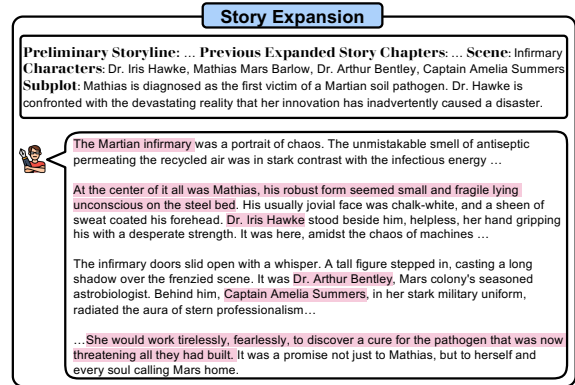 Story Expansion
Preliminary Storyline: ... Previous Expanded Story Chapters: ... Scene: Infirmary
Characters: Dr. Iris Hawke, Mathias Mars Barlow, Dr. Arthur Bentley, Captain Amelia Summers
Subplot: Mathias is diagnosed as the first victim of a Martian soil pathogen. Dr. Hawke is
confronted with the devastating reality that her innovation has inadvertently caused a disaster.
The Martian infirmary was a portrait of chaos. The unmistakable smell of antiseptic
permeating the recycled air was in stark contrast with the infectious energy ...
At the center of it all was Mathias, his robust form seemed small and fragile lying
unconscious on the steel bed. His usually jovial face was chalk-white, and a sheen of
sweat coated his forehead. Dr. Iris Hawke stood beside him, helpless, her hand gripping
his with a desperate strength. It was here, amidst the chaos of machines ...
The infirmary doors slid open with a whisper. A tall figure stepped in, casting a long
shadow over the frenzied scene. It was Dr. Arthur Bentley, Mars colony's seasoned
astrobiologist. Behind him, Captain Amelia Summers, in her stark military uniform,
radiated the aura of stern professionalism...
...She would work tirelessly, fearlessly, to discover a cure for the pathogen that was now
threatening all they had built. It was a promise not just to Mathias, but to herself and
every soul calling Mars home.